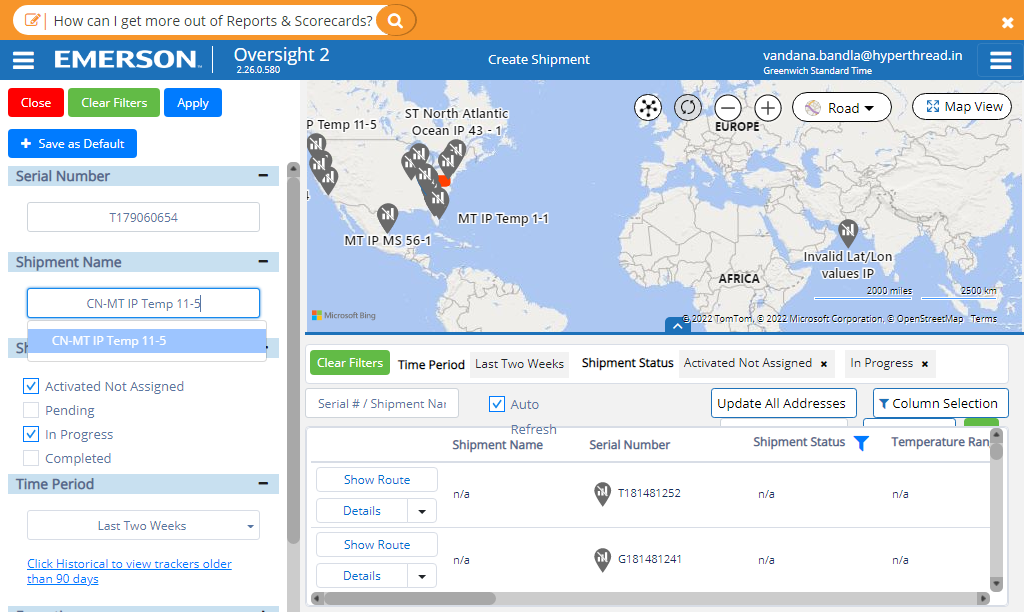 How can I get more out of Reports & Scorecards?
EMERSON
Oversight 2
2.26.0.580
Create Shipment
vandana.bandla@hyperthread.in
Greenwich Standard Time
Close
Clear Filters
Apply
+ Save as Default
Serial Number
T179060654
Shipment Name
CN-MT IP Temp 11-5
CN-MT IP Temp 11-5
Activated Not Assigned
Pending
In Progress
Completed
Time Period
Last Two Weeks
Click Historical to view trackers older
than 90 days
P Temp 11-5
ST North Atlantic
Ocean IP 43 - 1
MT IP Temp 1-1
MT IP MS 56-1
EUROPE
AFRICA
Invalid Lat/Lon
values IP
Road
Map View
2000 miles
2500 km
Microsoft Bing
© 2022 TomTom, © 2022 Microsoft Corporation, © OpenStreetMap Terms
Clear Filters
Time Period
Last Two Weeks
Shipment Status
Activated Not Assigned ×
In Progress ×
Serial # / Shipment Nar
Auto
Refresh
Update All Addresses
Column Selection
Shipment Name
Serial Number
Shipment Status
Temperature Ran
Show Route
Details
n/a
T181481252
n/a
n/a
Show Route
Details
n/a
G181481241
n/a
n/a